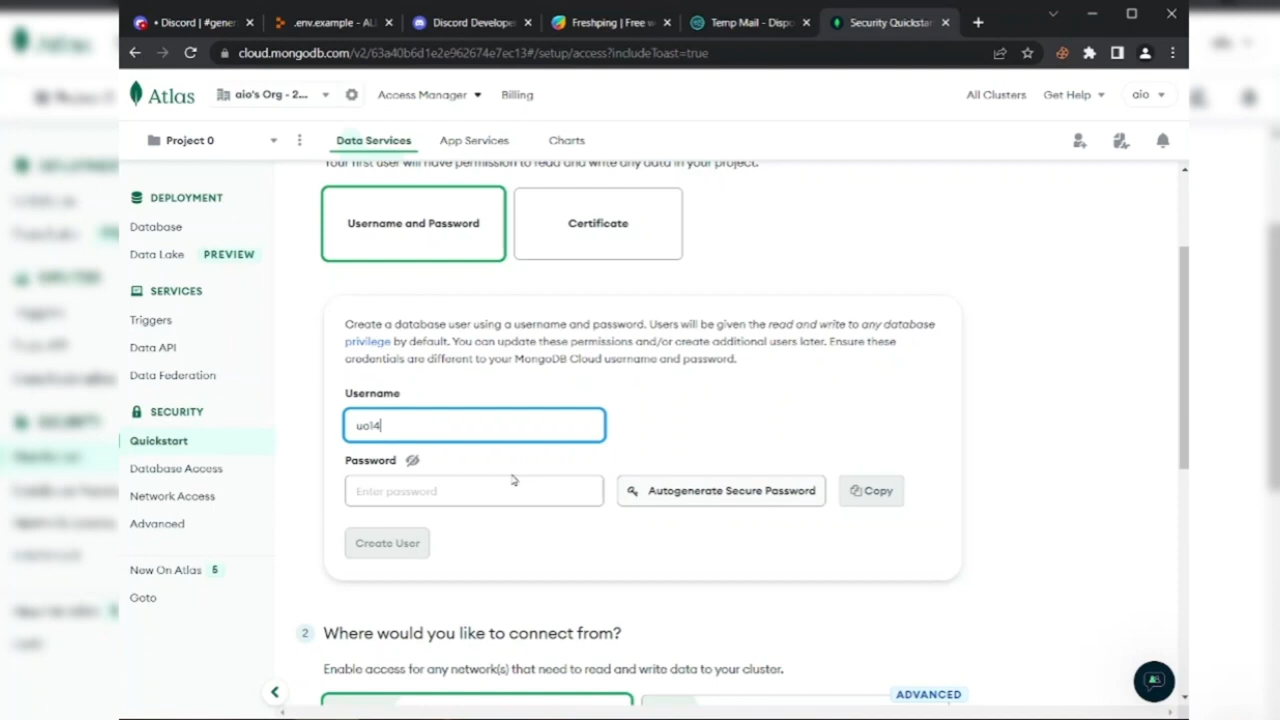 • Discord | #gener
.env.example - AL
Discord Develope
Freshping | Free w
Temp Mail - Dispo
Security Quickstar
cloud.mongodb.com/v2/63a40b6d1e2e962674e7ec13#/setup/access?includeToast=true
Atlas
aio's Org - 2...
Access Manager
Billing
All Clusters
Get Help
aio
Project 0
Data Services
App Services
Charts
Your first user will have permission to read and write any data in your project.
DEPLOYMENT
Database
Data Lake
PREVIEW
SERVICES
Triggers
Data API
Data Federation
SECURITY
Quickstart
Database Access
Network Access
Advanced
New On Atlas 5
Goto
Username and Password
Certificate
Create a database user using a username and password. Users will be given the read and write to any database
privilege by default. You can update these permissions and/or create additional users later. Ensure these
credentials are different to your MongoDB Cloud username and password.
Username
uo14
Password
Enter password
Autogenerate Secure Password
Copy
Create User
2 Where would you like to connect from?
Enable access for any network(s) that need to read and write data to your cluster.
ADVANCED